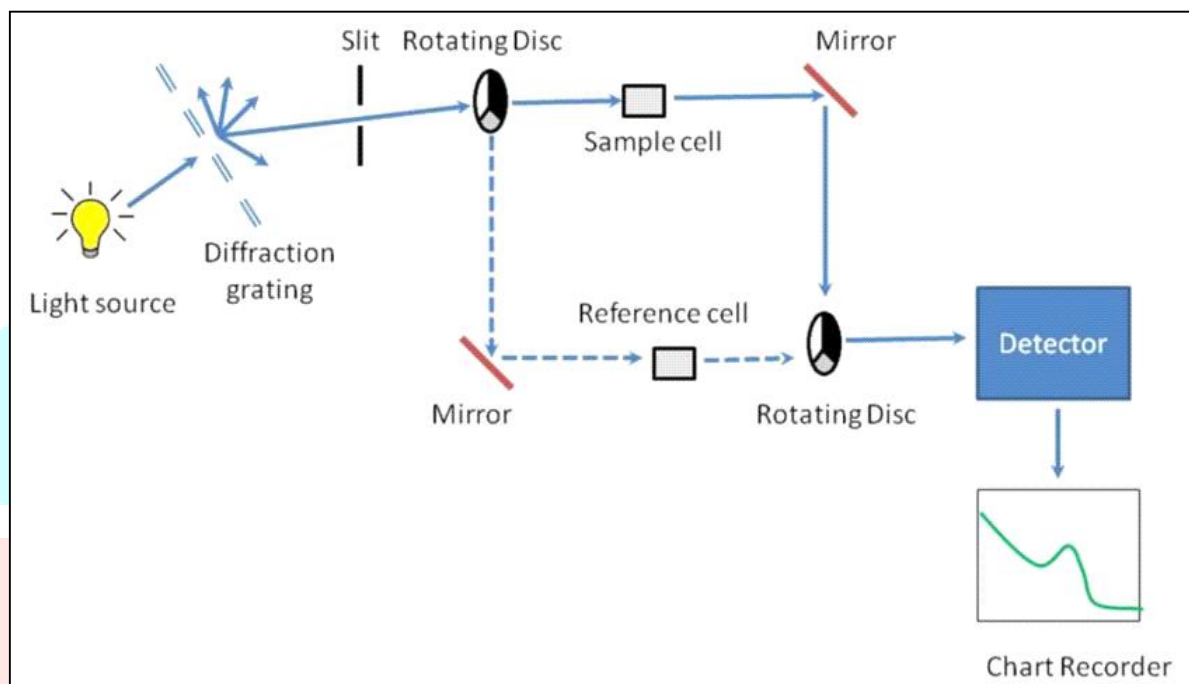 Slit
Rotating Disc
Mirror
Sample cell
Diffraction
grating
Light source
Reference cell
Detector
Mirror
Rotating Disc
Chart Recorder